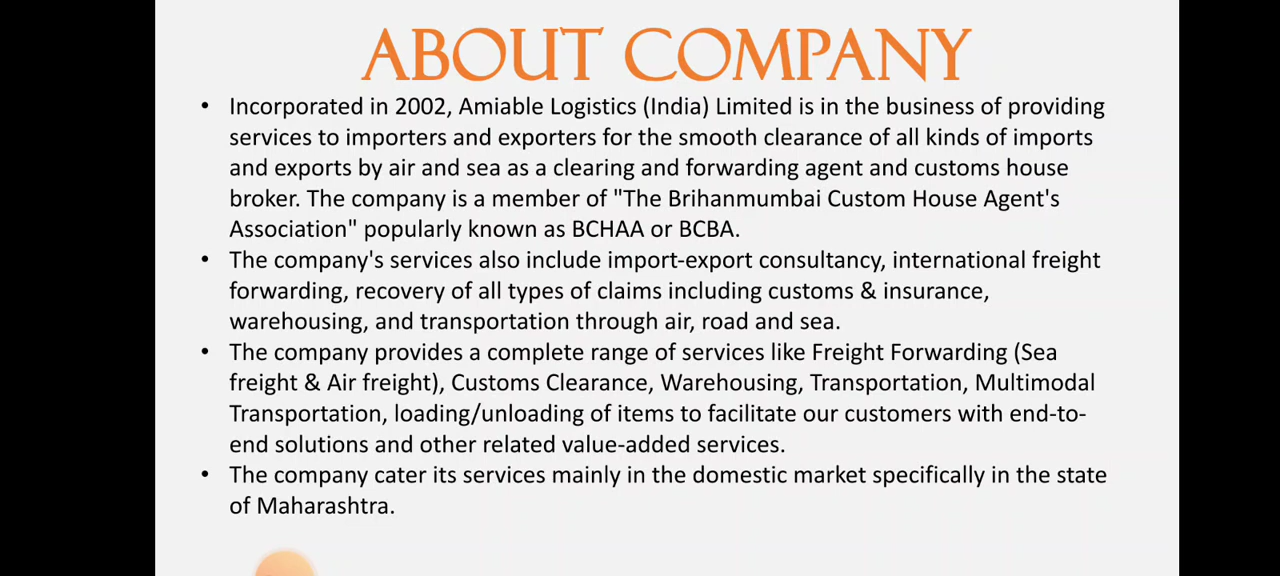 ABOUT COMPANY
• Incorporated in 2002, Amiable Logistics (India) Limited is in the business of providing
services to importers and exporters for the smooth clearance of all kinds of imports
and exports by air and sea as a clearing and forwarding agent and customs house
broker. The company is a member of "The Brihanmumbai Custom House Agent's
Association" popularly known as BCHAA or BCBA.
• The company's services also include import-export consultancy, international freight
forwarding, recovery of all types of claims including customs & insurance,
warehousing, and transportation through air, road and sea.
• The company provides a complete range of services like Freight Forwarding (Sea
freight & Air freight), Customs Clearance, Warehousing, Transportation, Multimodal
Transportation, loading/unloading of items to facilitate our customers with end-to-
end solutions and other related value-added services.
• The company cater its services mainly in the domestic market specifically in the state
of Maharashtra.